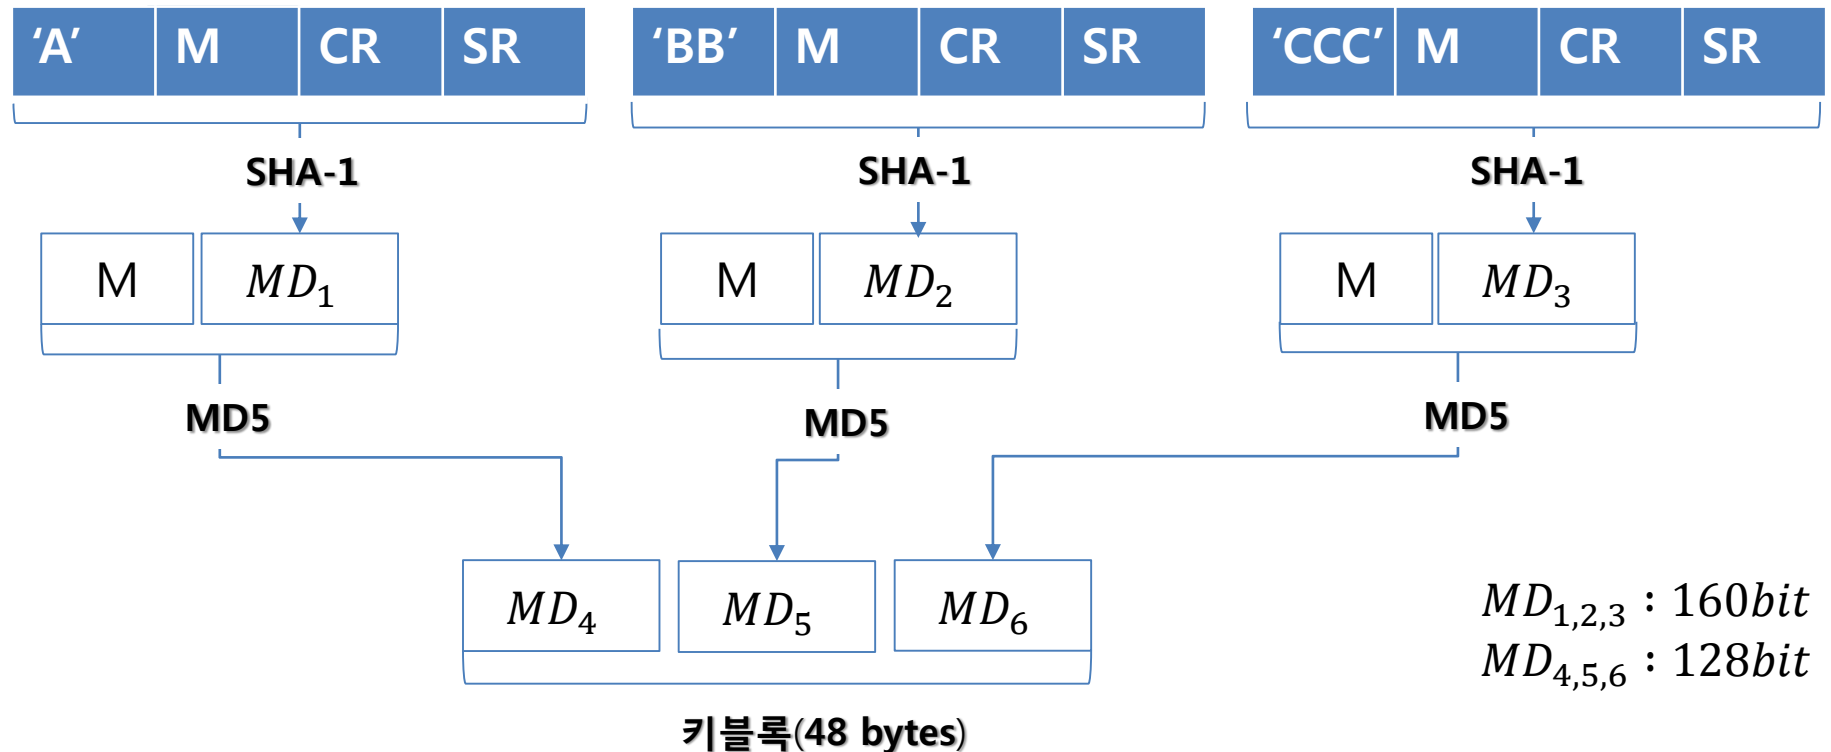 ‘A’ M CR SR ‘BB’ M CR SR ‘CCC’ M CR SR
SHA-1 SHA-1 SHA-1
M MD₁ M MD₂ M MD₃
MD5 MD5 MD5
MD₄ MD₅ MD₆
MD₁,₂,₃ : 160bit
MD₄,₅,₆ : 128bit
키블록(48 bytes)